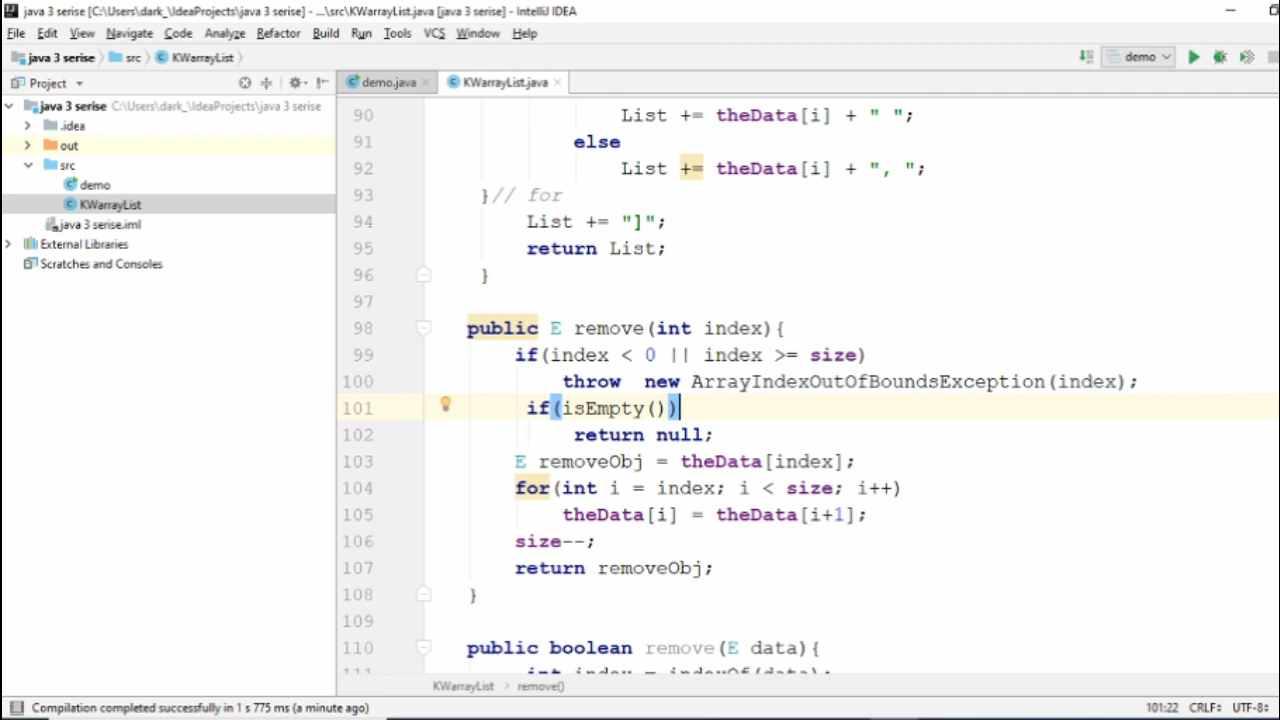 java 3 serise [C:\Users\dark_\IdeaProjects\java 3 serise] - ...\src\KWarrayList.java [java 3 serise] - IntelliJ IDEA
File Edit View Navigate Code Analyze Refactor Build Run Tools VCS Window Help
java 3 serise src KWarrayList demo
Project demo.java KWarrayList.java
java 3 serise C:\Users\dark_\IdeaProjects\java 3 serise
.idea
out
src
demo
KWarrayList
java 3 serise.iml
External Libraries
Scratches and Consoles
90 List += theData[i] + " ";
91 else
92 List += theData[i] + ", ";
93 }// for
94 List += "]";
95 return List;
96 }
97
98 public E remove(int index){
99 if(index < 0 || index >= size)
100 throw  new ArrayIndexOutOfBoundsException(index);
101 if(isEmpty())
102 return null;
103 E removeObj = theData[index];
104 for(int i = index; i < size; i++)
105 theData[i] = theData[i+1];
106 size--;
107 return removeObj;
108 }
109
110 public boolean remove(E data){
111 int index = indexOf(data);
KWarrayList remove()
Compilation completed successfully in 1 s 775 ms (a minute ago) 101:22 CRLF UTF-8